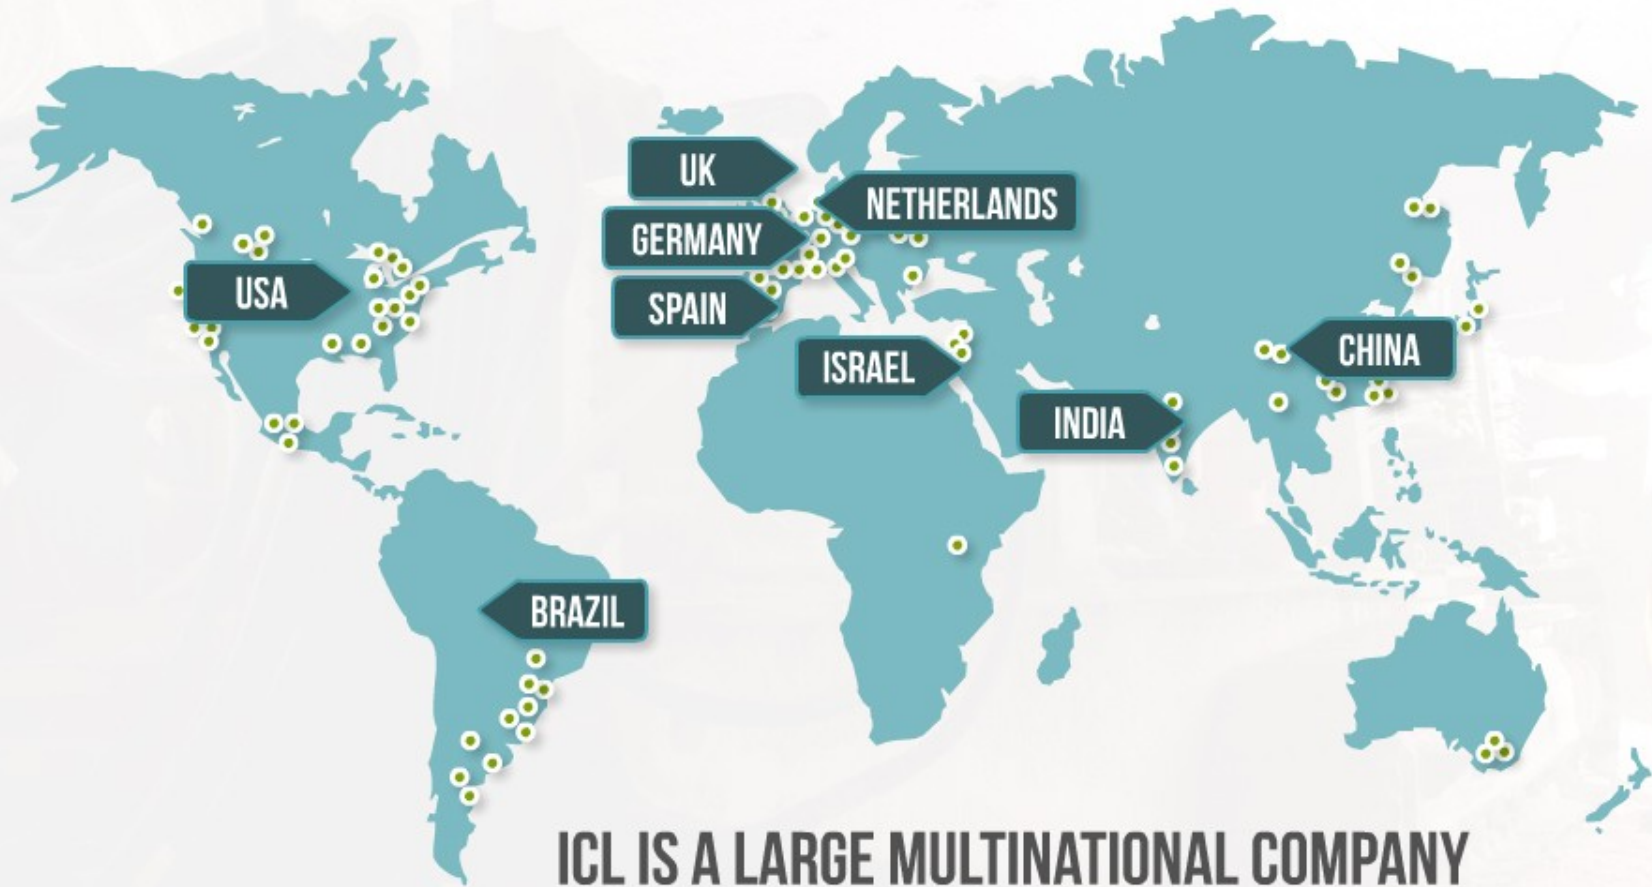 UK
NETHERLANDS
GERMANY
USA
SPAIN
CHINA
ISRAEL
INDIA
BRAZIL
ICL IS A LARGE MULTINATIONAL COMPANY